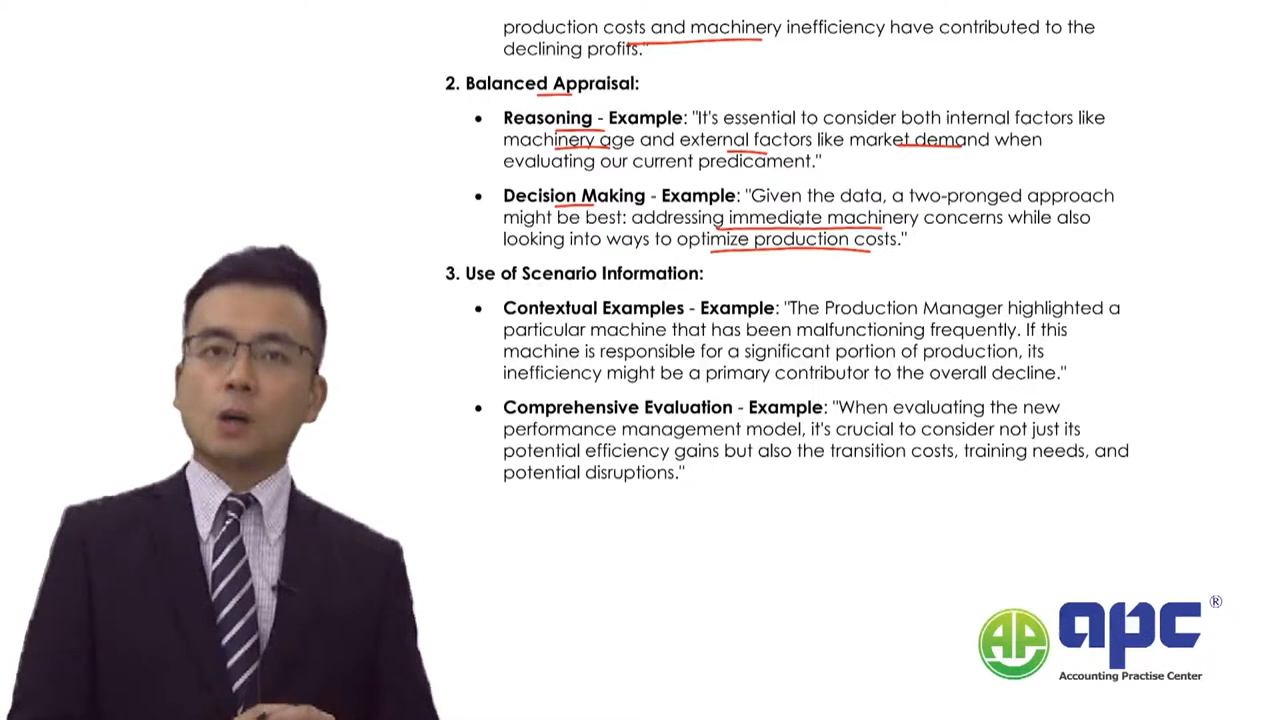 production costs and machinery inefficiency have contributed to the
declining profits."
2. Balanced Appraisal:
• Reasoning - Example: "It's essential to consider both internal factors like
machinery age and external factors like market demand when
evaluating our current predicament."
• Decision Making - Example: "Given the data, a two-pronged approach
might be best: addressing immediate machinery concerns while also
looking into ways to optimize production costs."
3. Use of Scenario Information:
• Contextual Examples - Example: "The Production Manager highlighted a
particular machine that has been malfunctioning frequently. If this
machine is responsible for a significant portion of production, its
inefficiency might be a primary contributor to the overall decline."
• Comprehensive Evaluation - Example: "When evaluating the new
performance management model, it's crucial to consider not just its
potential efficiency gains but also the transition costs, training needs, and
potential disruptions."
AP apc ®
Accounting Practise Center